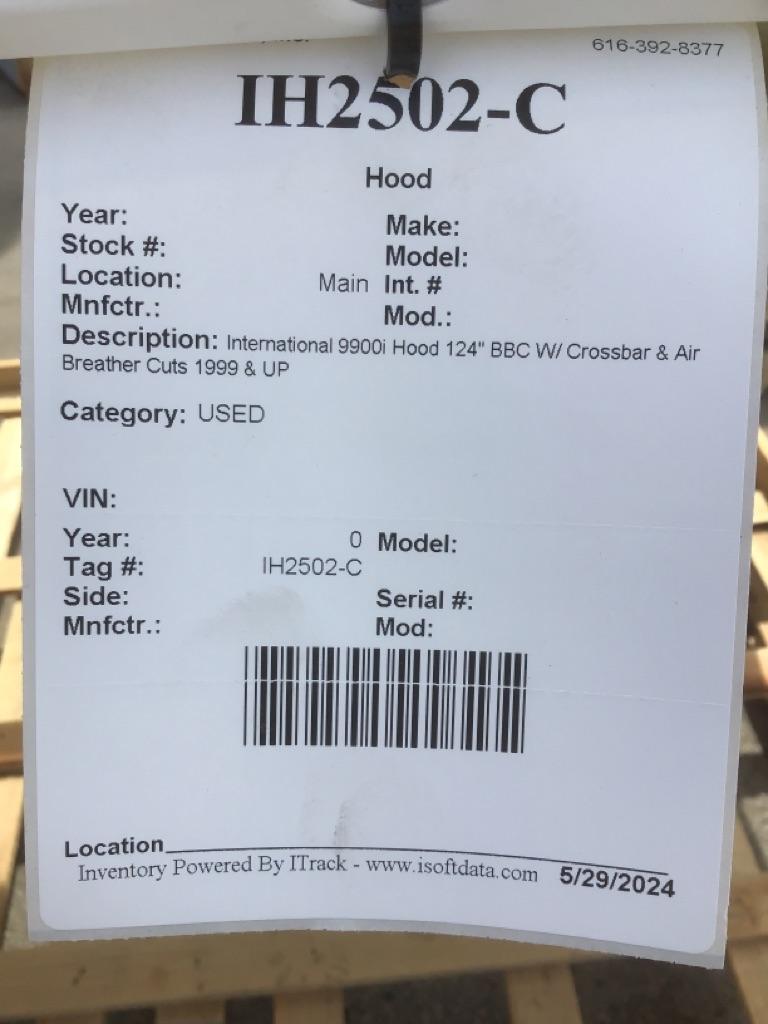 616-392-8377
IH2502-C
Hood
Year:
Make:
Stock #:
Model:
Location: Main Int. #
Mnfctr.:
Mod.:
Description: International 9900i Hood 124" BBC W/ Crossbar & Air
Breather Cuts 1999 & UP
Category: USED
VIN:
Year: 0 Model:
Tag #: IH2502-C
Side:
Serial #:
Mnfctr.:
Mod:
Location
Inventory Powered By ITrack - www.isoftdata.com 5/29/2024